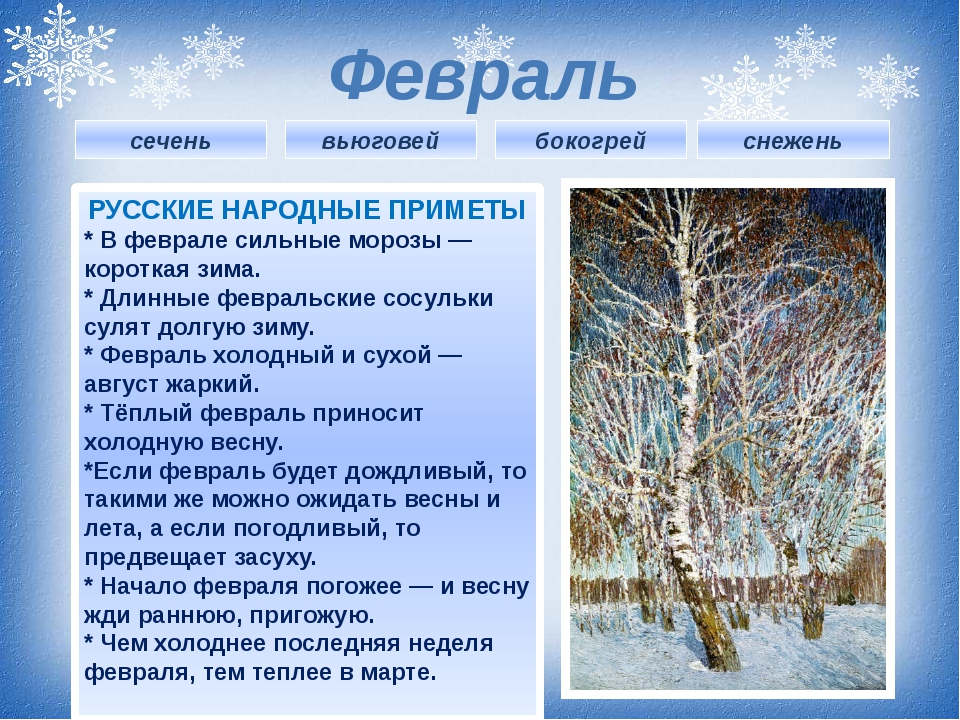 Февраль
сечень вьюговей бокогрей снежень
РУССКИЕ НАРОДНЫЕ ПРИМЕТЫ
* В феврале сильные морозы —
короткая зима.
* Длинные февральские сосульки
сулят долгую зиму.
* Февраль холодный и сухой —
август жаркий.
* Тёплый февраль приносит
холодную весну.
*Если февраль будет дождливый, то
такими же можно ожидать весны и
лета, а если погодливый, то
предвещает засуху.
* Начало февраля погожее — и весну
жди раннюю, пригожую.
* Чем холоднее последняя неделя
февраля, тем теплее в марте.